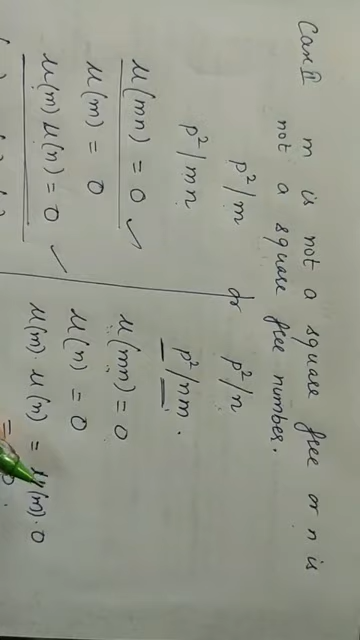 Case II m is not a square free or n is
not a square free number.
p²/m or p²/n
p²/mn
μ(mn) = 0 ✓
μ(m) = 0
μ(m) μ(n) = 0 ✓
p²/nm.
μ(mn) = 0
μ(n) = 0
μ(m). μ(n) = μ(m).0